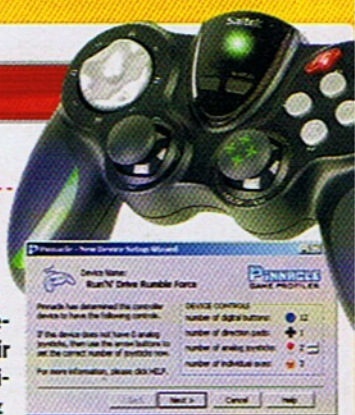 Saitek
Pinnacle - New Device Setup Wizard
Device Name:
Run'N' Drive Rumble Force
PINNACLE
GAME PROFILER
Pinnacle has determined this controller
device to have the following controls.
If this device does not have 0 analog
joysticks, then use the arrow buttons to
set the correct number of joysticks now.
For more information, please click HELP.
DEVICE CONTROLS
number of digital buttons: 12
number of direction pads: 1
number of analog joysticks: 2
number of individual axes:
< Back Next > Cancel Help
e-
ir
i-